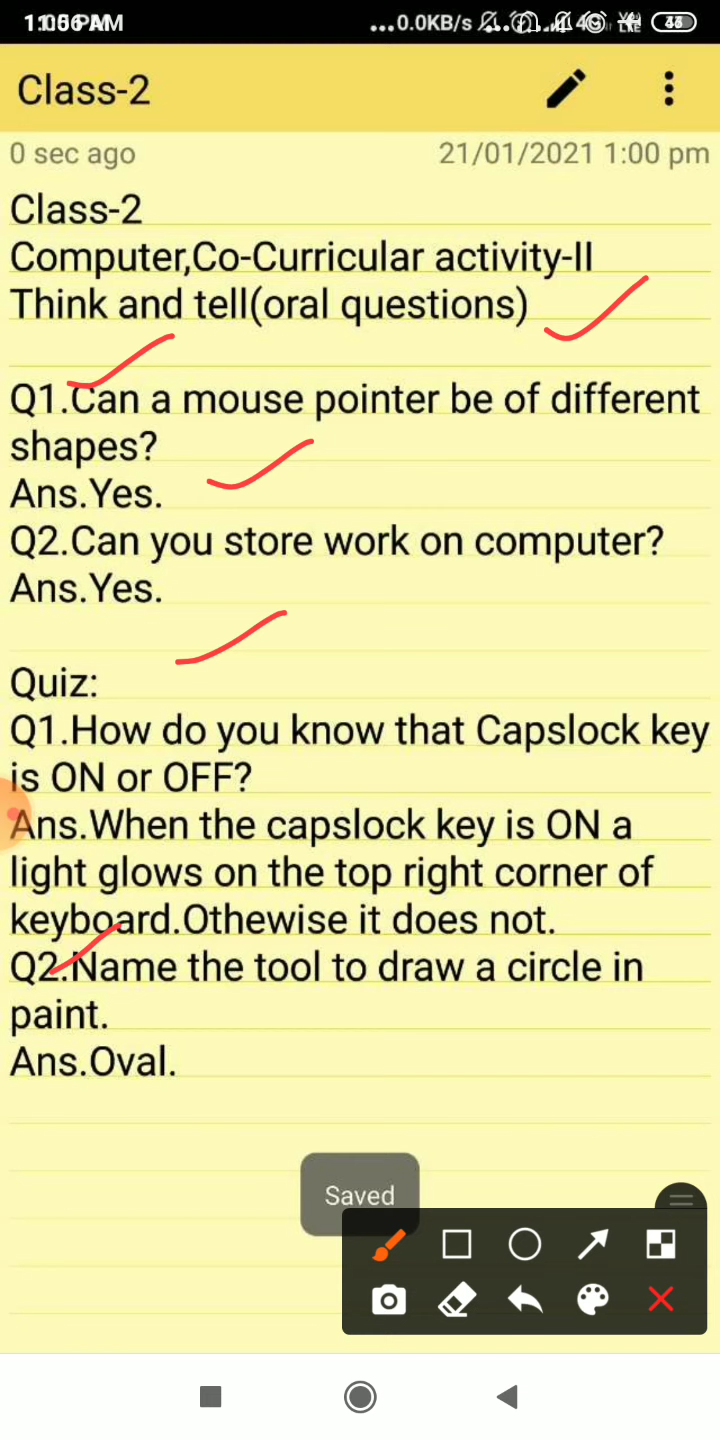 ...0.0KB/s
Class-2
0 sec ago 21/01/2021 1:00 pm
Class-2
Computer,Co-Curricular activity-II
Think and tell(oral questions)
Q1.Can a mouse pointer be of different
shapes?
Ans.Yes.
Q2.Can you store work on computer?
Ans.Yes.
Quiz:
Q1.How do you know that Capslock key
is ON or OFF?
Ans.When the capslock key is ON a
light glows on the top right corner of
keyboard.Othewise it does not.
Q2.Name the tool to draw a circle in
paint.
Ans.Oval.
Saved